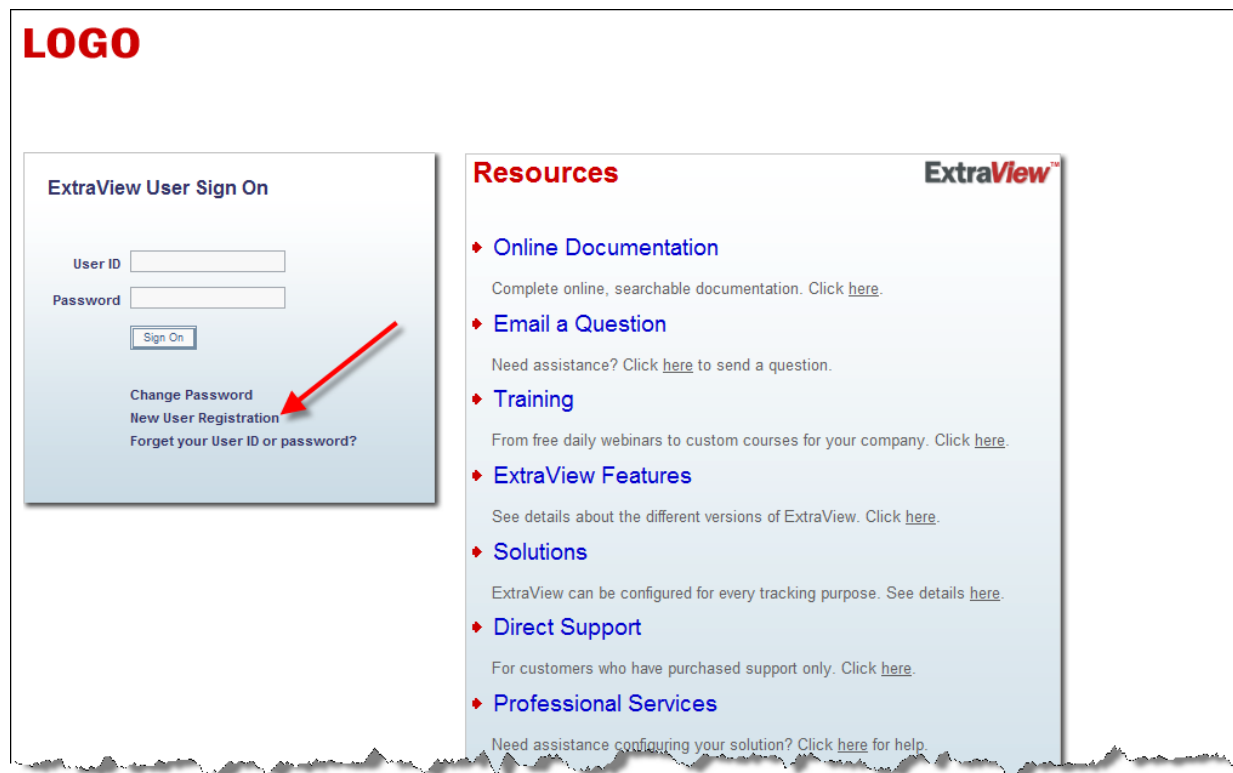 LOGO
ExtraView User Sign On
User ID
Password
Sign On
Change Password
New User Registration
Forget your User ID or password?
Resources
ExtraView™
Online Documentation
Complete online, searchable documentation. Click here.
Email a Question
Need assistance? Click here to send a question.
Training
From free daily webinars to custom courses for your company. Click here.
ExtraView Features
See details about the different versions of ExtraView. Click here.
Solutions
ExtraView can be configured for every tracking purpose. See details here.
Direct Support
For customers who have purchased support only. Click here.
Professional Services
Need assistance configuring your solution? Click here for help.